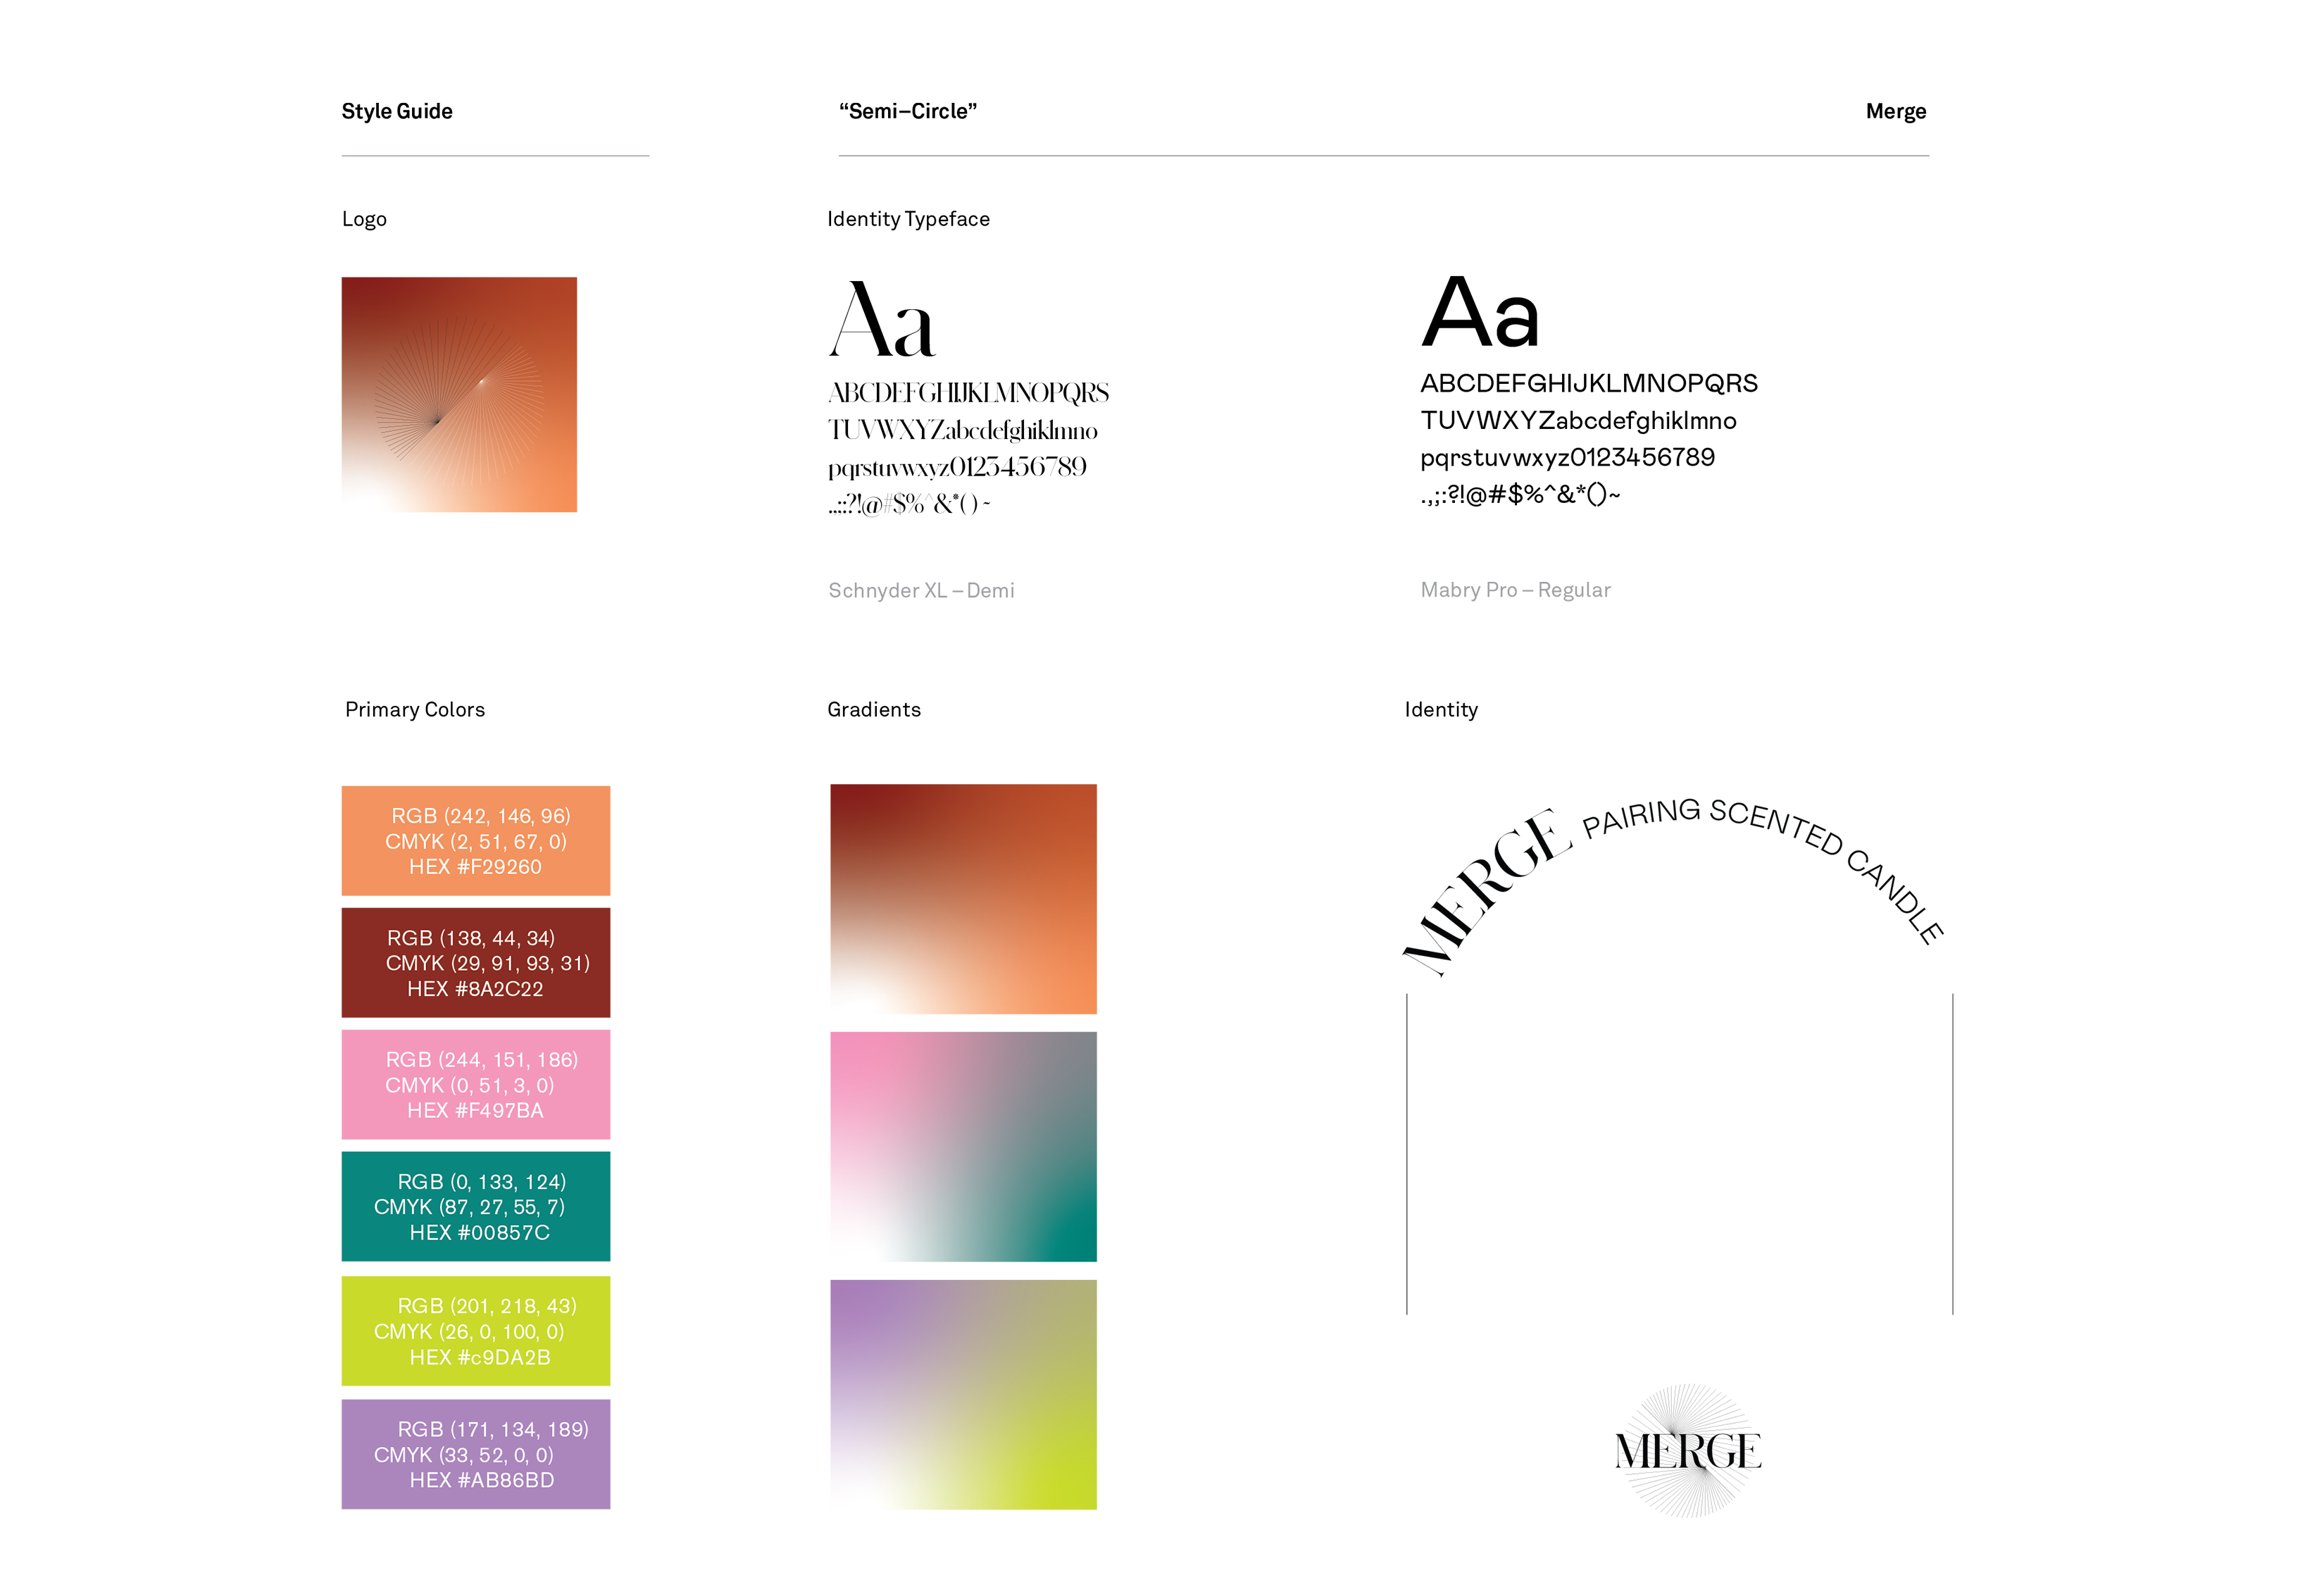 Style Guide
“Semi–Circle”
Merge
Logo
Identity Typeface
Aa
ABCDEFGHIJKLMNOPQRS
TUVWXYZabcdefghiklmno
pqrstuvwxyz0123456789
.,;:?!@#$%^&*()~
Schnyder XL – Demi
Aa
ABCDEFGHIJKLMNOPQRS
TUVWXYZabcdefghiklmno
pqrstuvwxyz0123456789
.,;:?!@#$%^&*()~
Mabry Pro – Regular
Primary Colors
RGB (242, 146, 96)
CMYK (2, 51, 67, 0)
HEX #F29260
RGB (138, 44, 34)
CMYK (29, 91, 93, 31)
HEX #8A2C22
RGB (244, 151, 186)
CMYK (0, 51, 3, 0)
HEX #F497BA
RGB (0, 133, 124)
CMYK (87, 27, 55, 7)
HEX #00857C
RGB (201, 218, 43)
CMYK (26, 0, 100, 0)
HEX #c9DA2B
RGB (171, 134, 189)
CMYK (33, 52, 0, 0)
HEX #AB86BD
Gradients
Identity
MERGE PAIRING SCENTED CANDLE
MERGE